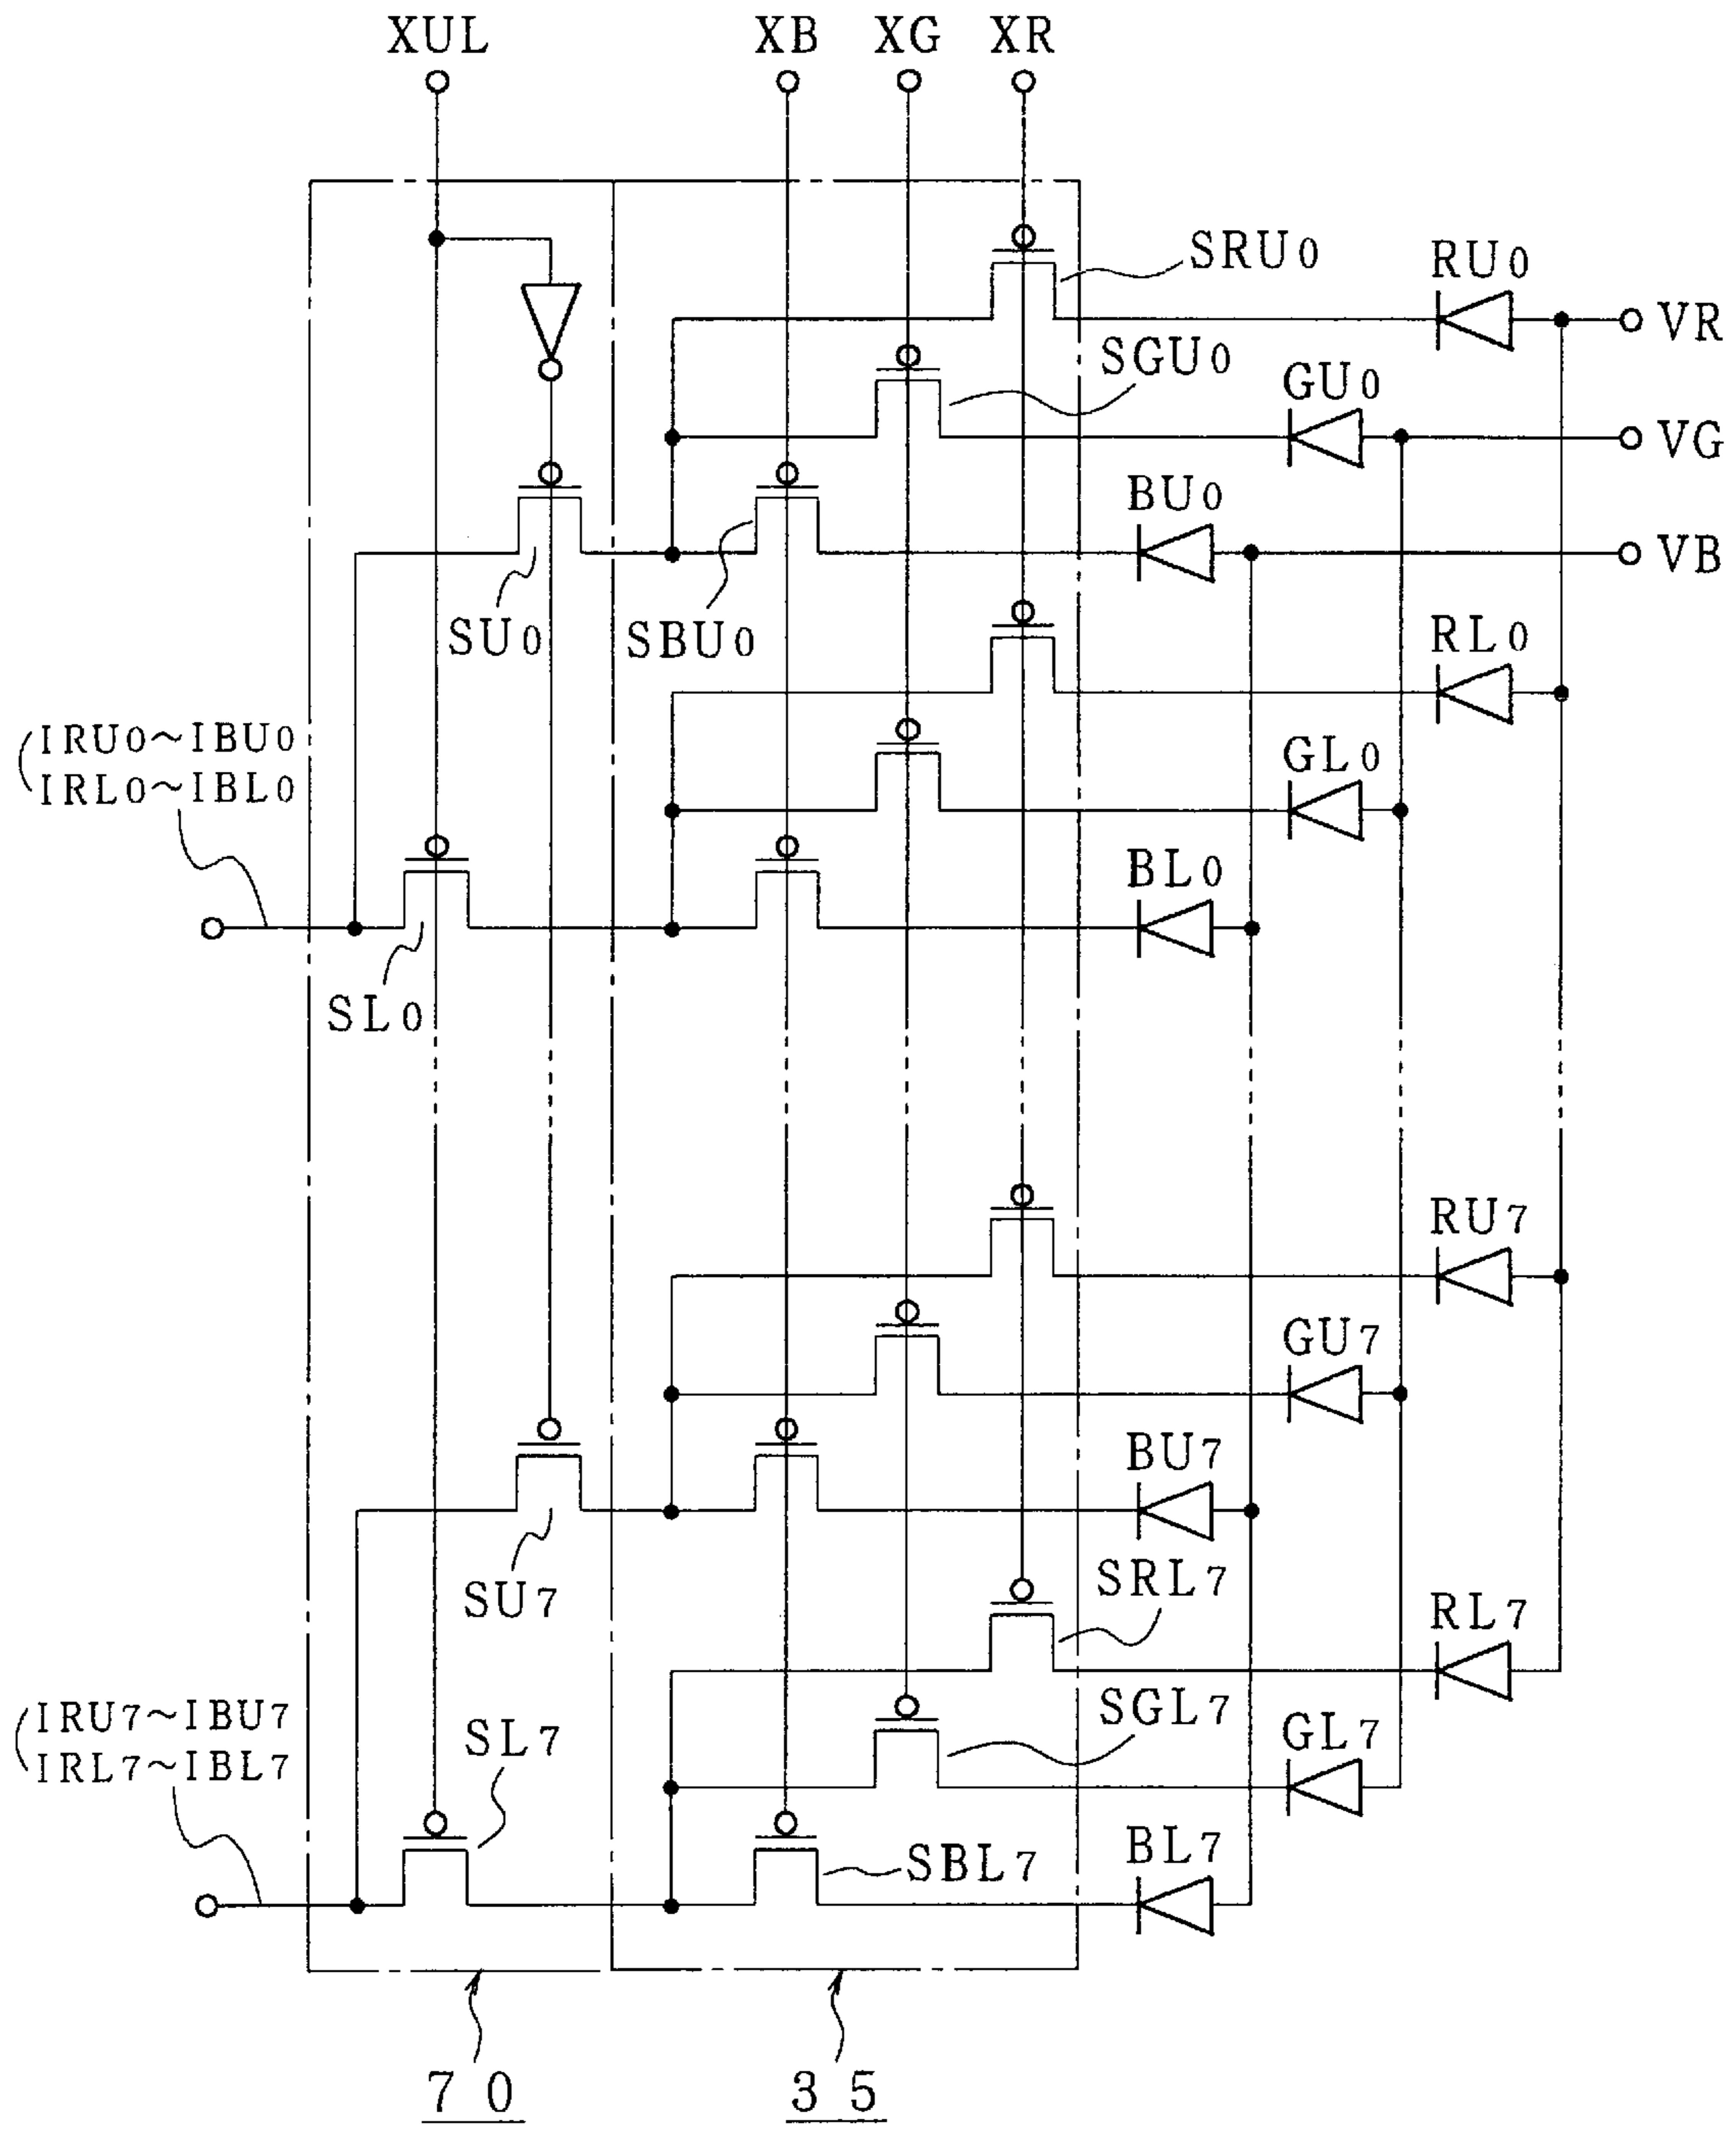 XUL XB XG XR
SRU0 RU0
VR
SGU0 GU0
VG
BU0
VB
SU0 SBU0 RL0
IRU0~IBU0
IRL0~IBL0
GL0
BL0
SL0
RU7
GU7
BU7
SU7 SRL7 RL7
IRU7~IBU7
IRL7~IBL7
SL7 SGL7 GL7
SBL7 BL7
70 35